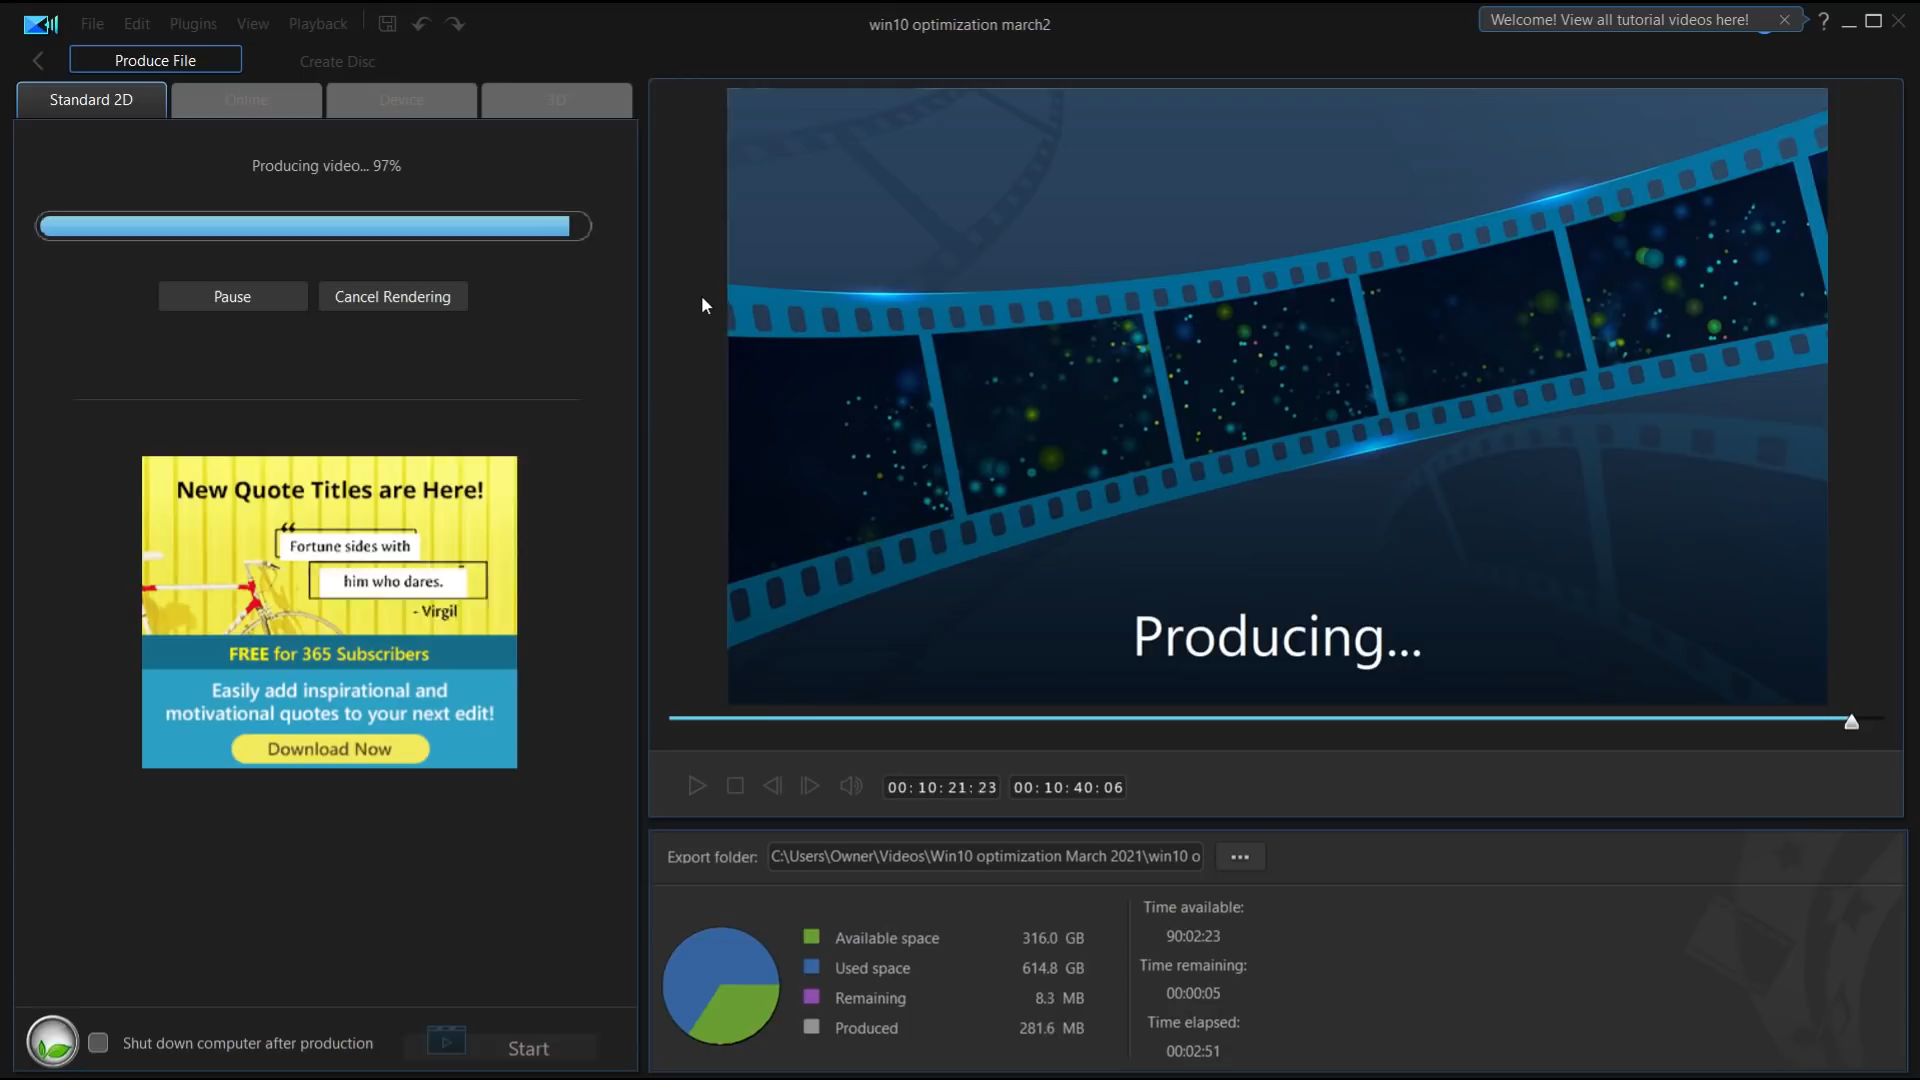 File Edit Plugins View Playback
win10 optimization march2
Welcome! View all tutorial videos here!
?
Produce File
Create Disc
Standard 2D
Online
Device
3D
Producing video... 97%
Pause
Cancel Rendering
New Quote Titles are Here!
“
Fortune sides with
him who dares.
- Virgil
FREE for 365 Subscribers
Easily add inspirational and
motivational quotes to your next edit!
Download Now
Producing...
00:10:21:23 00:10:40:06
Export folder: C:\Users\Owner\Videos\Win10 optimization March 2021\win10 o
...
Available space 316.0 GB
Used space 614.8 GB
Remaining 8.3 MB
Produced 281.6 MB
Time available:
90:02:23
Time remaining:
00:00:05
Time elapsed:
00:02:51
Shut down computer after production
Start